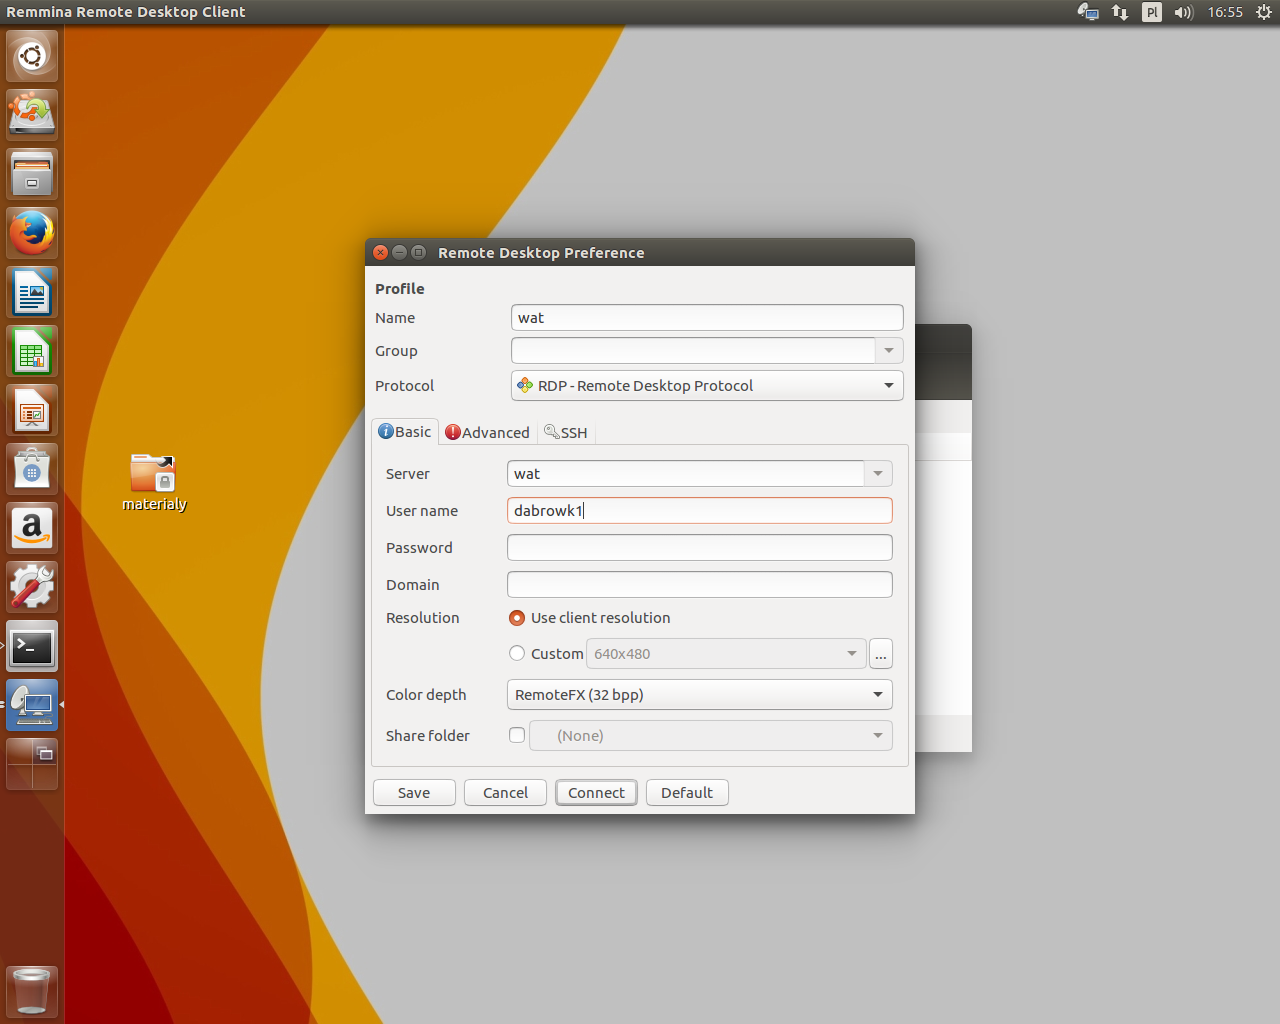 Remmina Remote Desktop Client
Pl
16:55
materialy
Remote Desktop Preference
Profile
Name wat
Group
Protocol RDP - Remote Desktop Protocol
Basic Advanced SSH
Server wat
User name dabrowk1
Password
Domain
Resolution Use client resolution
Custom 640x480 ...
Color depth RemoteFX (32 bpp)
Share folder (None)
Save Cancel Connect Default